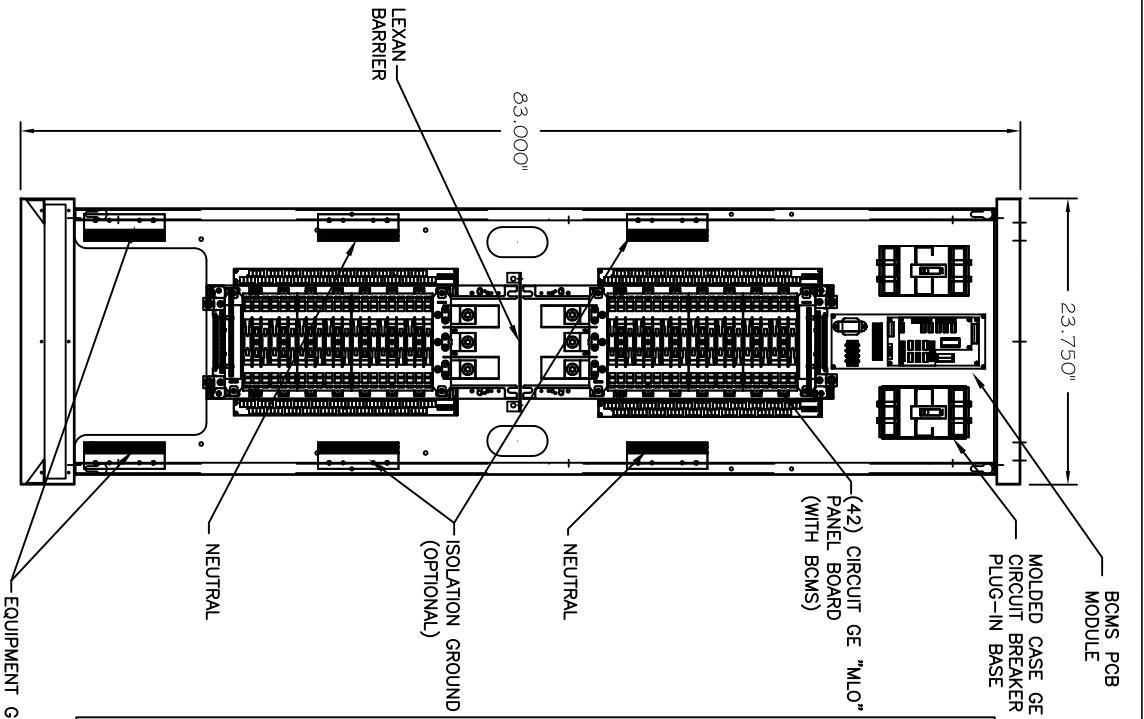 BCMS PCB
MODULE
MOLDED CASE GE
CIRCUIT BREAKER
PLUG-IN BASE
23.750"
(42) CIRCUIT GE "MLO"
PANEL BOARD
(WITH BCMS)
NEUTRAL
ISOLATION GROUND
(OPTIONAL)
NEUTRAL
EQUIPMENT G
83.000"
LEXAN
BARRIER